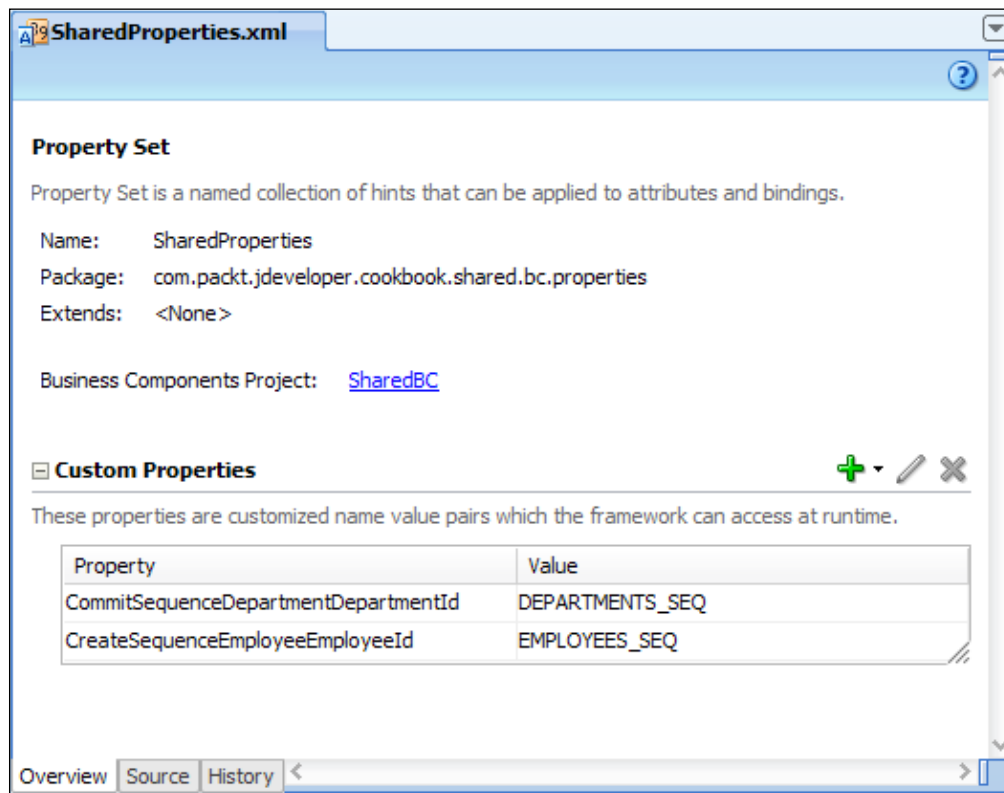 SharedProperties.xml
Property Set
Property Set is a named collection of hints that can be applied to attributes and bindings.
Name: SharedProperties
Package: com.packt.jdeveloper.cookbook.shared.bc.properties
Extends: <None>
Business Components Project: SharedBC
Custom Properties
These properties are customized name value pairs which the framework can access at runtime.
Property Value
CommitSequenceDepartmentDepartmentId DEPARTMENTS_SEQ
CreateSequenceEmployeeEmployeeId EMPLOYEES_SEQ
Overview Source History